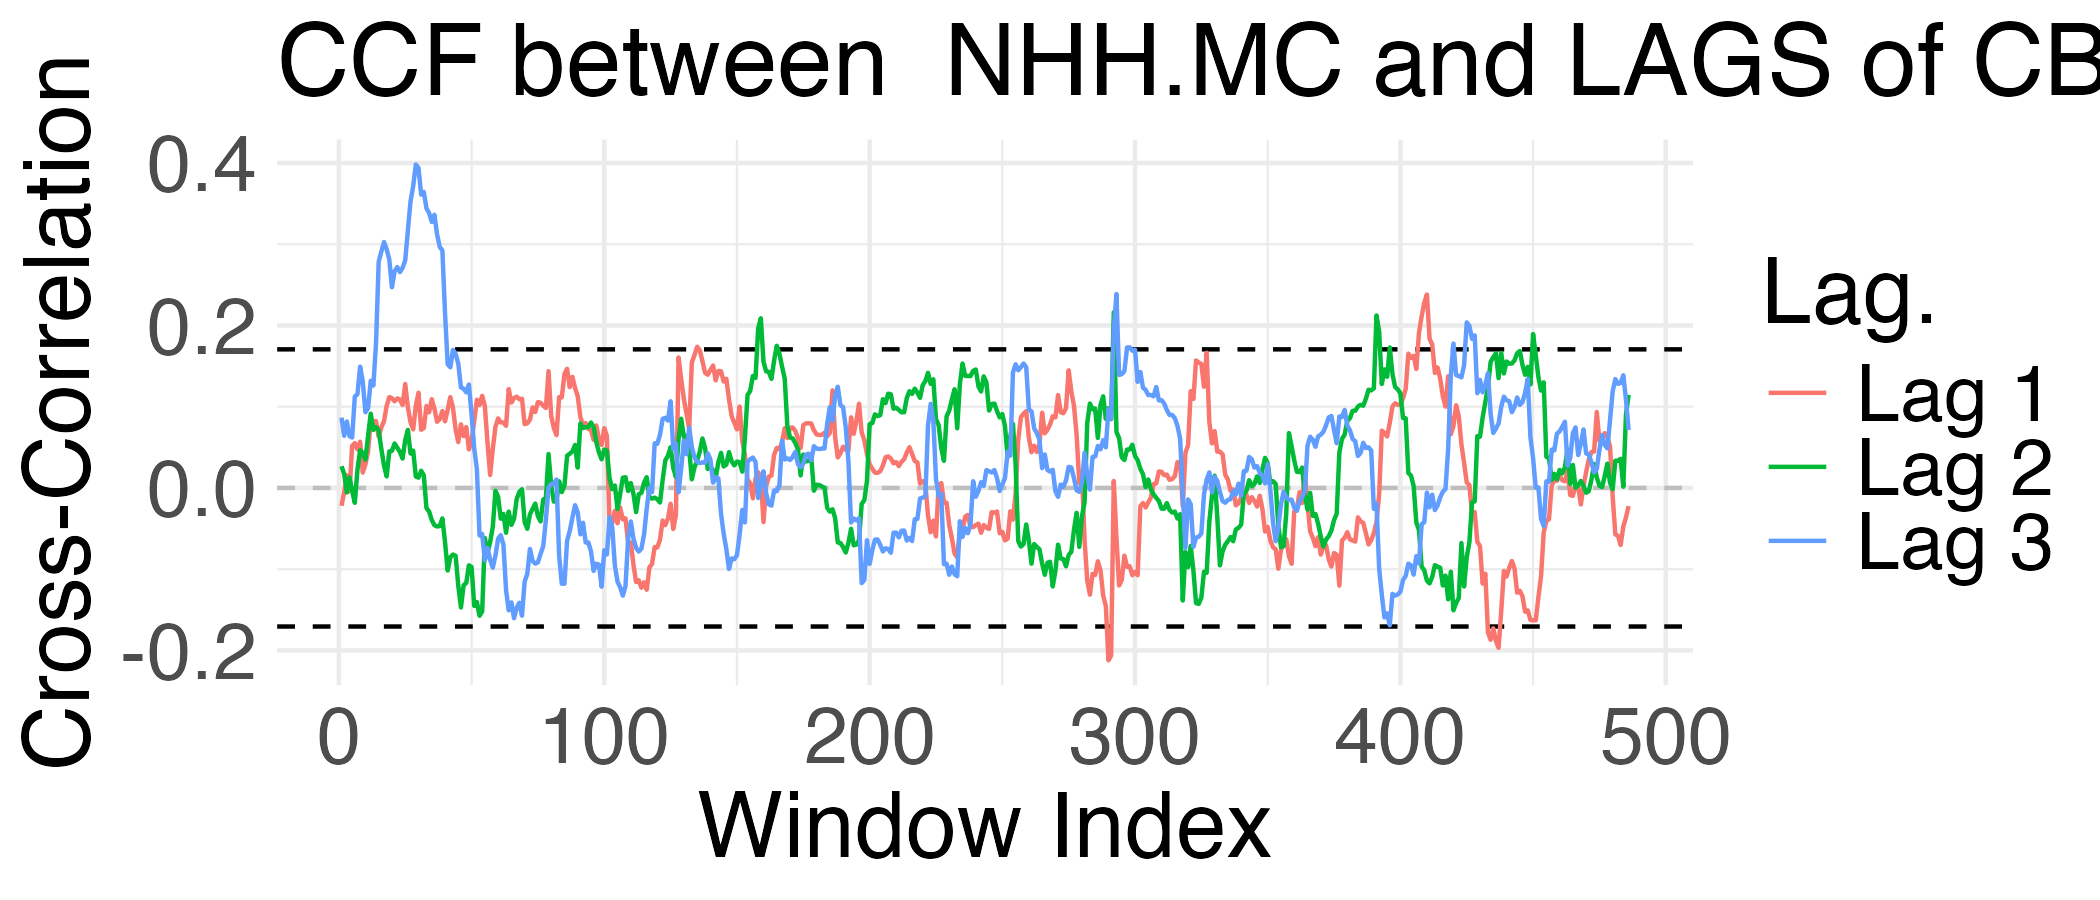 CCF between  NHH.MC and LAGS of CB
Cross-Correlation
0.4
0.2
0.0
-0.2
0
100
200
300
400
500
Window Index
Lag.
Lag 1
Lag 2
Lag 3